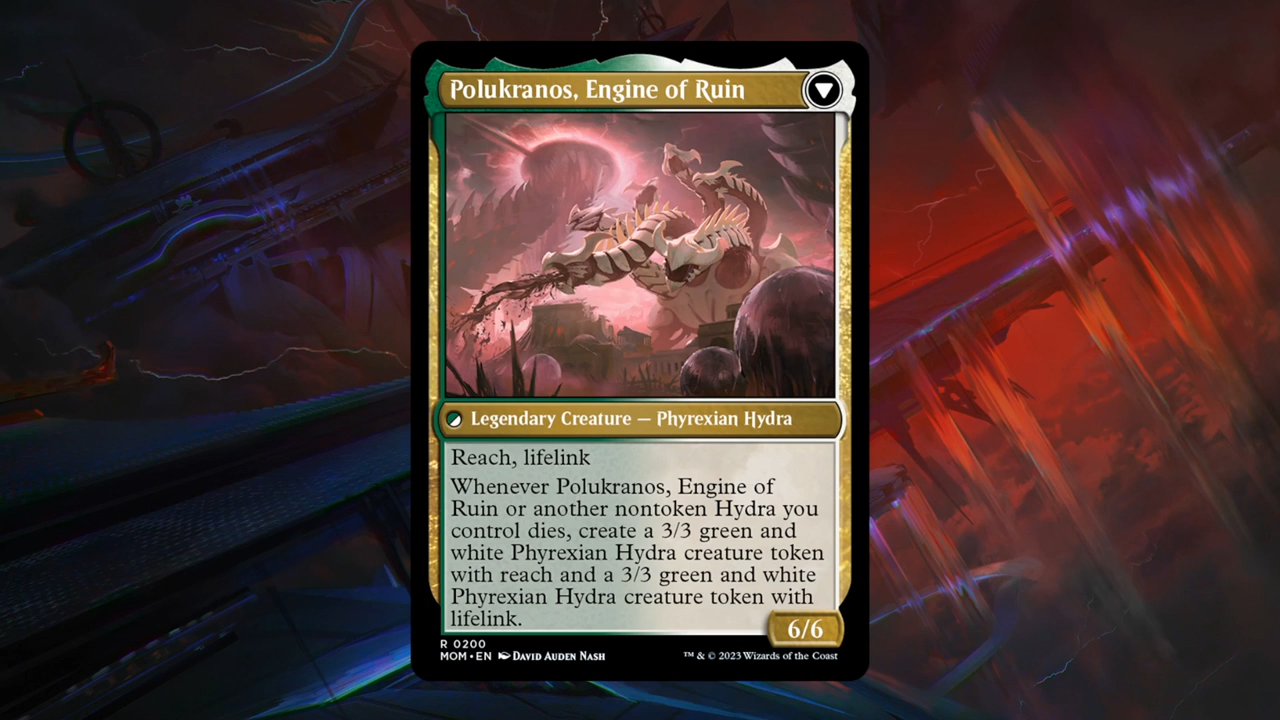 Polukranos, Engine of Ruin
Legendary Creature — Phyrexian Hydra
Reach, lifelink
Whenever Polukranos, Engine of
Ruin or another nontoken Hydra you
control dies, create a 3/3 green and
white Phyrexian Hydra creature token
with reach and a 3/3 green and white
Phyrexian Hydra creature token with
lifelink.
6/6
R 0200
MOM • EN DAVID AUDEN NASH
™ & © 2023 Wizards of the Coast